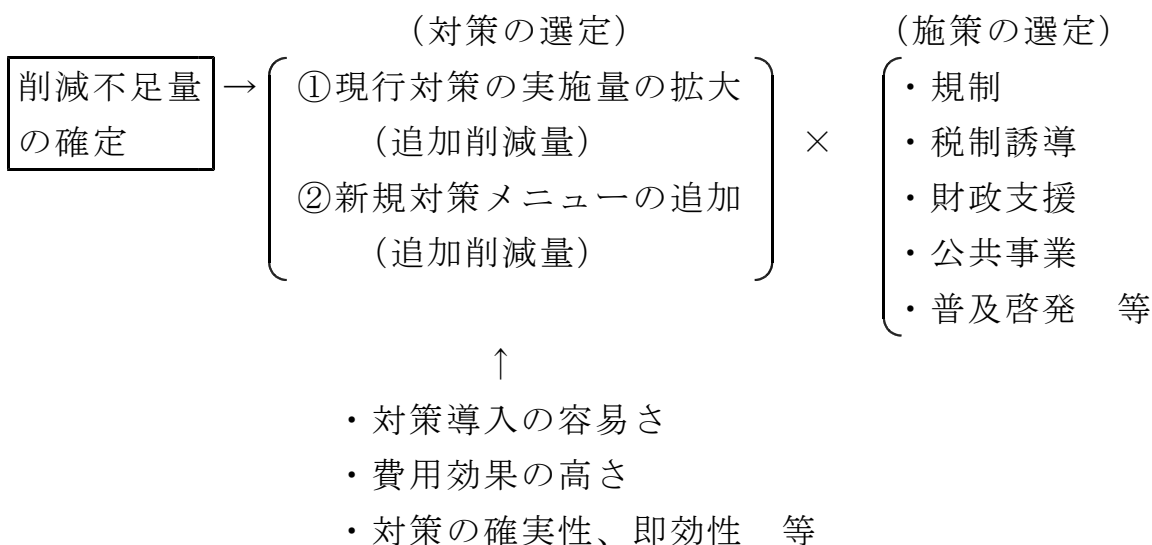 (対策の選定)
(施策の選定)
削減不足量
の確定
→
①現行対策の実施量の拡大
(追加削減量)
②新規対策メニューの追加
(追加削減量)
×
・規制
・税制誘導
・財政支援
・公共事業
・普及啓発　等
↑
・対策導入の容易さ
・費用効果の高さ
・対策の確実性、即効性　等